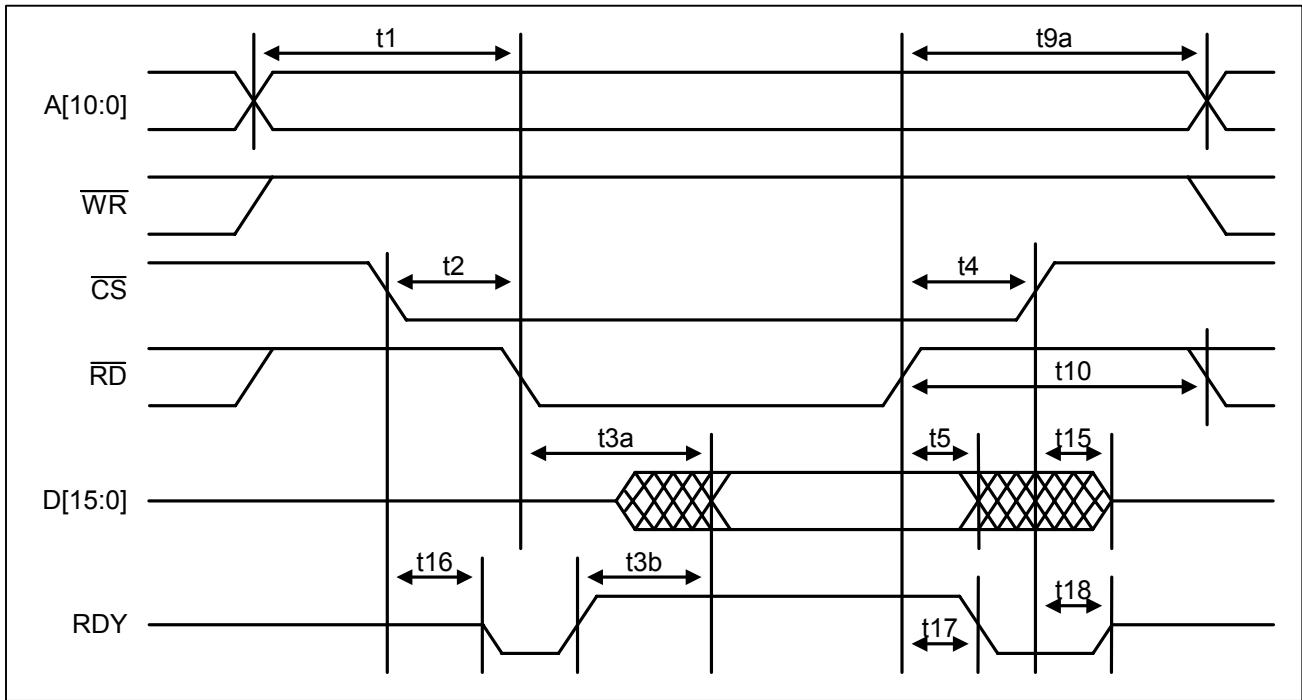 t1
t9a
A[10:0]
WR
t2
t4
CS
RD
t10
t3a
t5
t15
D[15:0]
t16
t3b
t18
RDY
t17